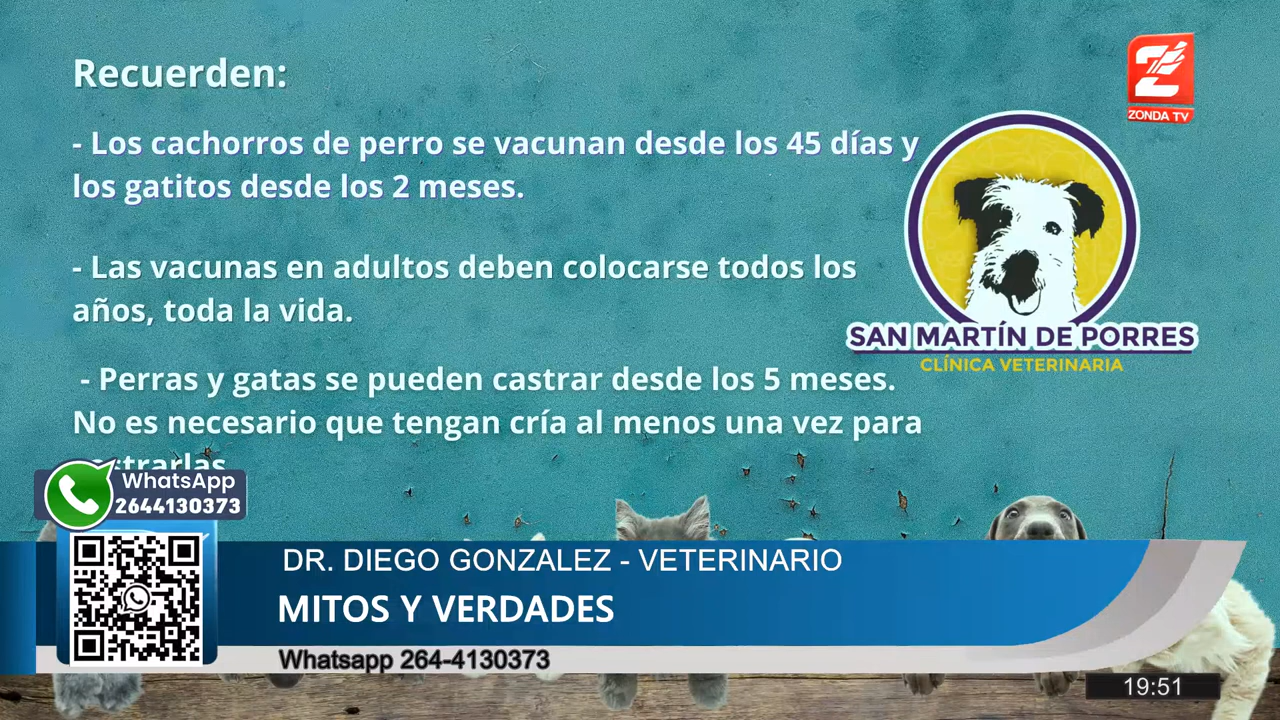 Recuerden:
- Los cachorros de perro se vacunan desde los 45 días y
los gatitos desde los 2 meses.
- Las vacunas en adultos deben colocarse todos los
años, toda la vida.
- Perras y gatas se pueden castrar desde los 5 meses.
No es necesario que tengan cría al menos una vez para
ZONDA TV
SAN MARTÍN DE PORRES
CLÍNICA VETERINARIA
WhatsApp
2644130373
DR. DIEGO GONZALEZ - VETERINARIO
MITOS Y VERDADES
Whatsapp 264-4130373
19:51